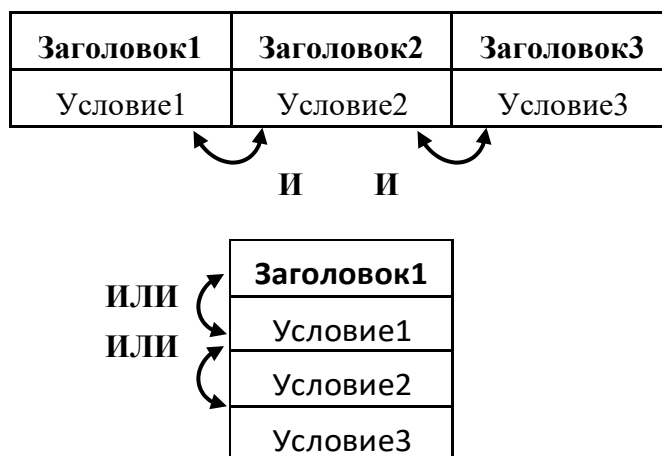 Заголовок1 Заголовок2 Заголовок3
Условие1 Условие2 Условие3
И И
Заголовок1
ИЛИ
Условие1
ИЛИ
Условие2
Условие3